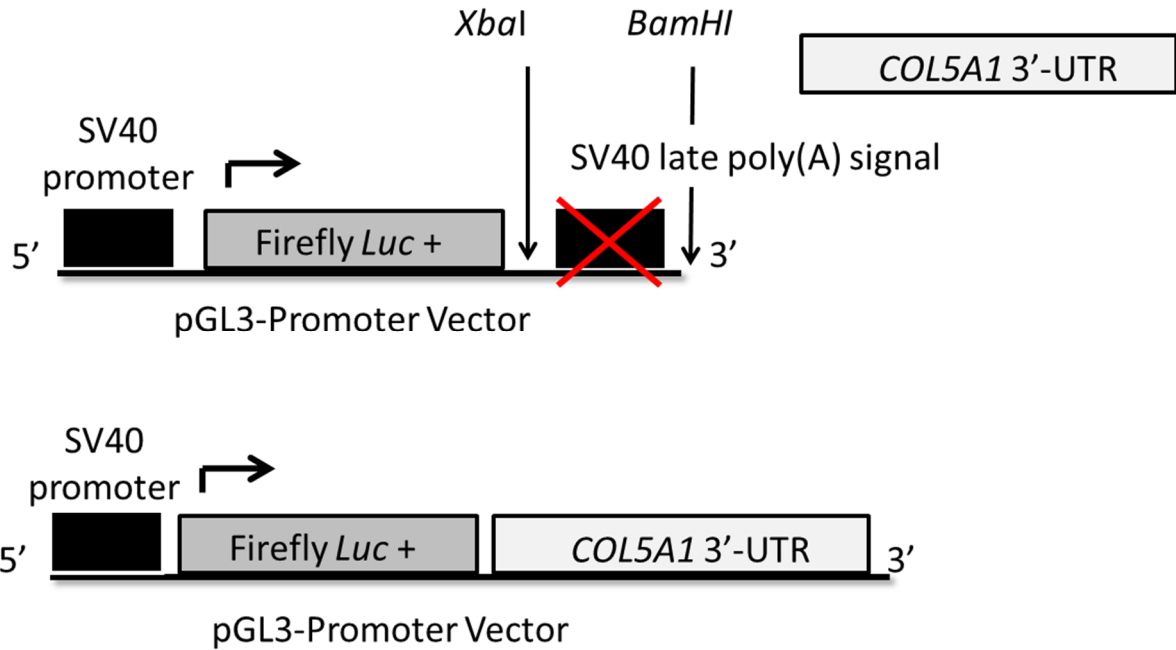 XbaI
BamHI
COL5A1 3’-UTR
SV40
promoter
SV40 late poly(A) signal
5’
Firefly Luc +
3’
pGL3-Promoter Vector
SV40
promoter
5’
Firefly Luc +
COL5A1 3’-UTR
3’
pGL3-Promoter Vector